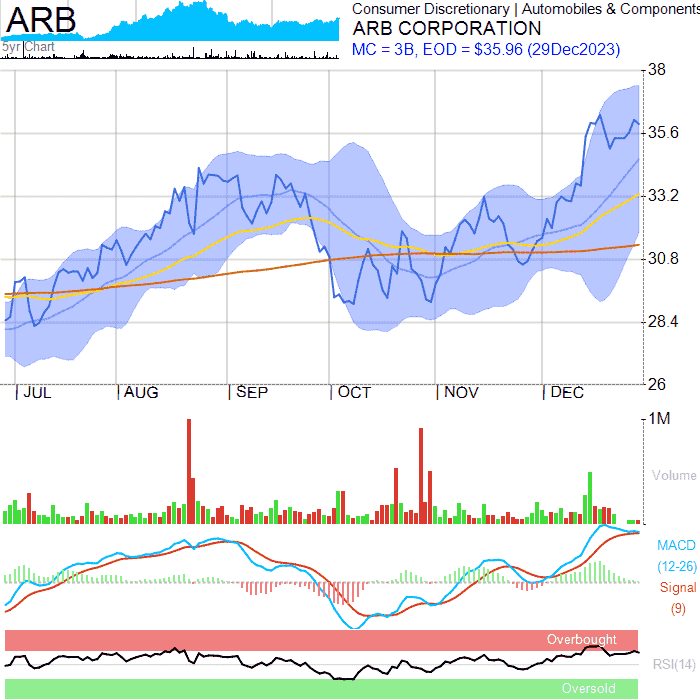 ARB
Consumer Discretionary | Automobiles & Components
ARB CORPORATION
MC = 3B, EOD = $35.96 (29Dec2023)
5yr Chart
38
35.6
33.2
30.8
28.4
26
|JUL |AUG |SEP |OCT |NOV |DEC
1M
Volume
MACD
(12-26)
Signal
(9)
Overbought
RSI(14)
Oversold